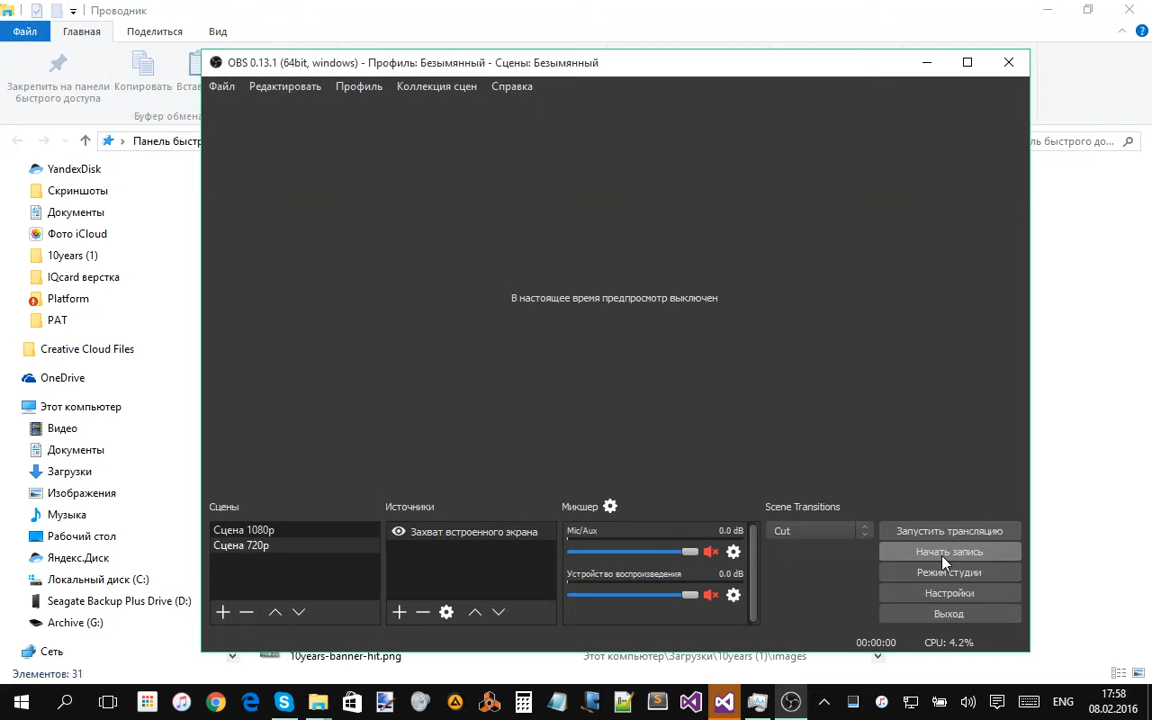 Проводник
Файл
Главная
Поделиться
Вид
Закрепить на панели
быстрого доступа
Копировать
Встав
Буфер обмена
Панель быстр
ль быстрого до...
YandexDisk
Скриншоты
Документы
Фото iCloud
10years (1)
IQcard верстка
Platform
РАТ
Creative Cloud Files
OneDrive
Этот компьютер
Видео
Документы
Загрузки
Изображения
Музыка
Рабочий стол
Яндекс.Диск
Локальный диск (C:)
Seagate Backup Plus Drive (D:)
Archive (G:)
Сеть
Элементов: 31
OBS 0.13.1 (64bit, windows) - Профиль: Безымянный - Сцены: Безымянный
Файл
Редактировать
Профиль
Коллекция сцен
Справка
В настоящее время предпросмотр выключен
Сцены
Сцена 1080p
Сцена 720p
Источники
Захват встроенного экрана
Микшер
Mic/Aux
0.0 dB
Устройство воспроизведения
0.0 dB
Scene Transitions
Cut
Запустить трансляцию
Начать запись
Режим студии
Настройки
Выход
00:00:00
CPU: 4.2%
10years-banner-hit.png
Этот компьютер\Загрузки\10years (1)\images
ENG
17:58
08.02.2016